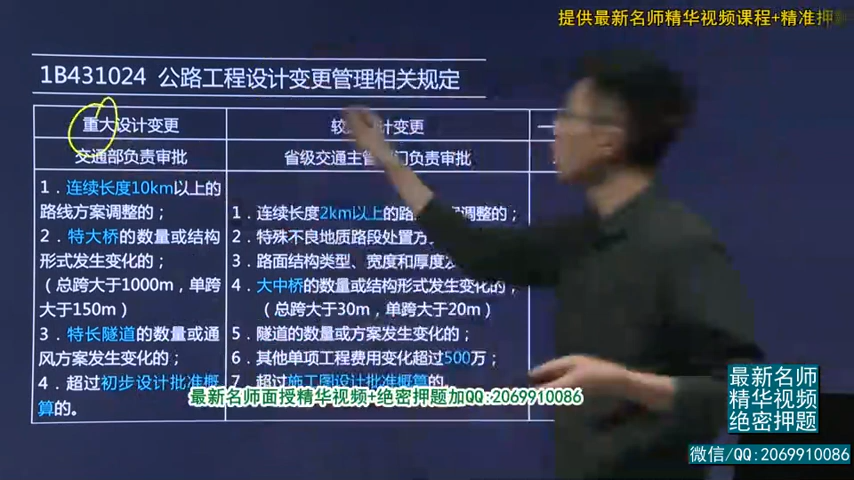 提供最新名师精华视频课程+精准押
1B431024 公路工程设计变更管理相关规定
重大设计变更
较 计变更
交通部负责审批
省级交通主管 门负责审批
1．连续长度10km以上的
路线方案调整的；
2．特大桥的数量或结构
形式发生变化的；
（总跨大于1000m，单跨
大于150m）
3．特长隧道的数量或通
风方案发生变化的；
4．超过初步设计批准概
算的。
1．连续长度2km以上的路 调整的；
2．特殊不良地质路段处置方
3．路面结构类型、宽度和厚度发
4．大中桥的数量或结构形式发生变化的；
（总跨大于30m，单跨大于20m）
5．隧道的数量或方案发生变化的；
6．其他单项工程费用变化超过500万；
7．超过施工图设计批准概算的。
最新名师面授精华视频+绝密押题加QQ:2069910086
最新名师
精华视频
绝密押题
微信/QQ:2069910086